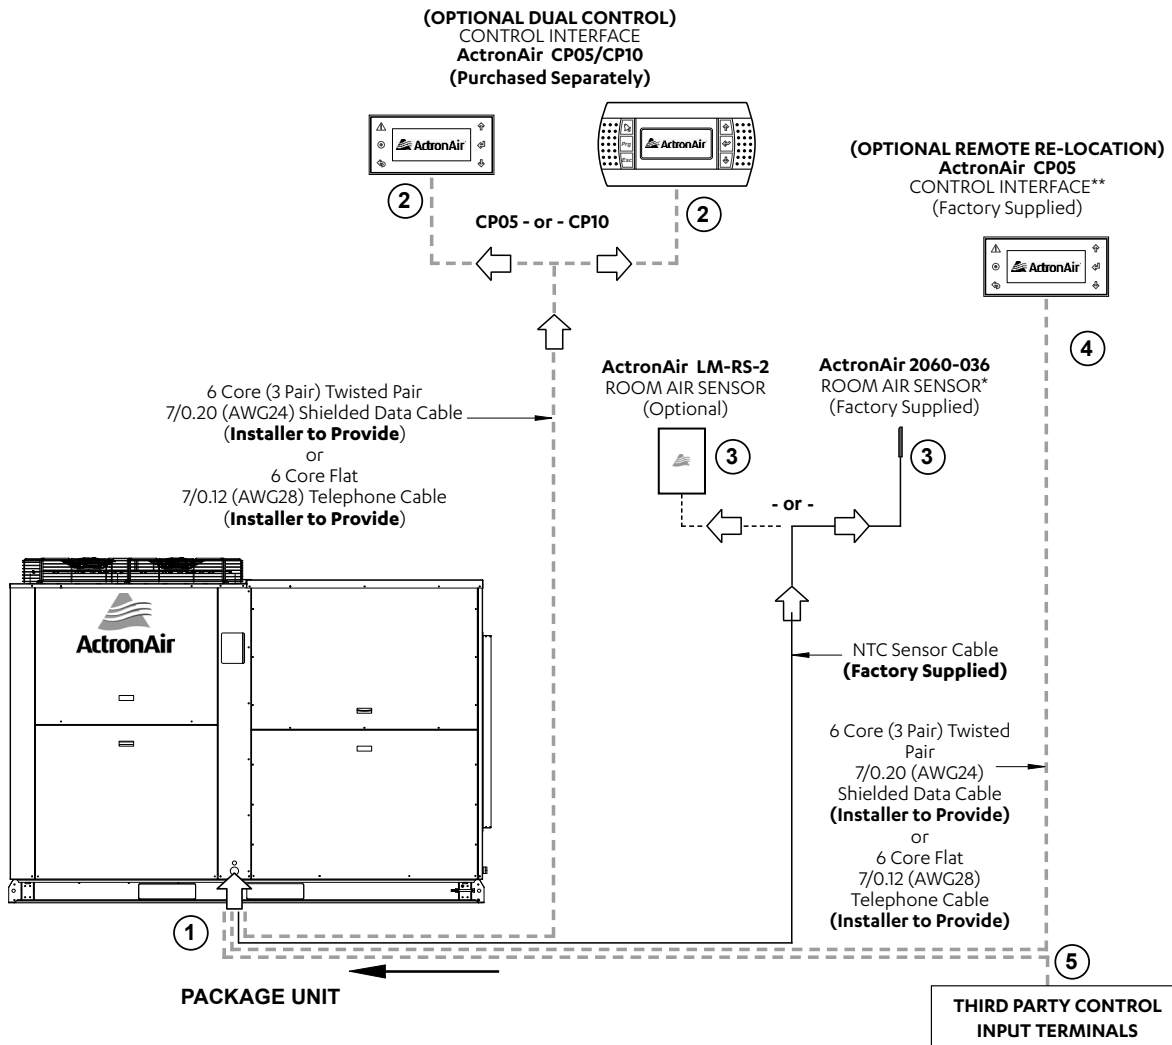 (OPTIONAL DUAL CONTROL)
CONTROL INTERFACE
ActronAir CP05/CP10
(Purchased Separately)
ActronAir
Prg
Esc
ActronAir
2
2
CP05 - or - CP10
(OPTIONAL REMOTE RE-LOCATION)
ActronAir CP05
CONTROL INTERFACE**
(Factory Supplied)
ActronAir
4
6 Core (3 Pair) Twisted Pair
7/0.20 (AWG24) Shielded Data Cable
(Installer to Provide)
or
6 Core Flat
7/0.12 (AWG28) Telephone Cable
(Installer to Provide)
ActronAir LM-RS-2
ROOM AIR SENSOR
(Optional)
3
ActronAir 2060-036
ROOM AIR SENSOR*
(Factory Supplied)
3
- or -
ActronAir
NTC Sensor Cable
(Factory Supplied)
6 Core (3 Pair) Twisted
Pair
7/0.20 (AWG24)
Shielded Data Cable
(Installer to Provide)
or
6 Core Flat
7/0.12 (AWG28)
Telephone Cable
(Installer to Provide)
1
5
PACKAGE UNIT
THIRD PARTY CONTROL
INPUT TERMINALS